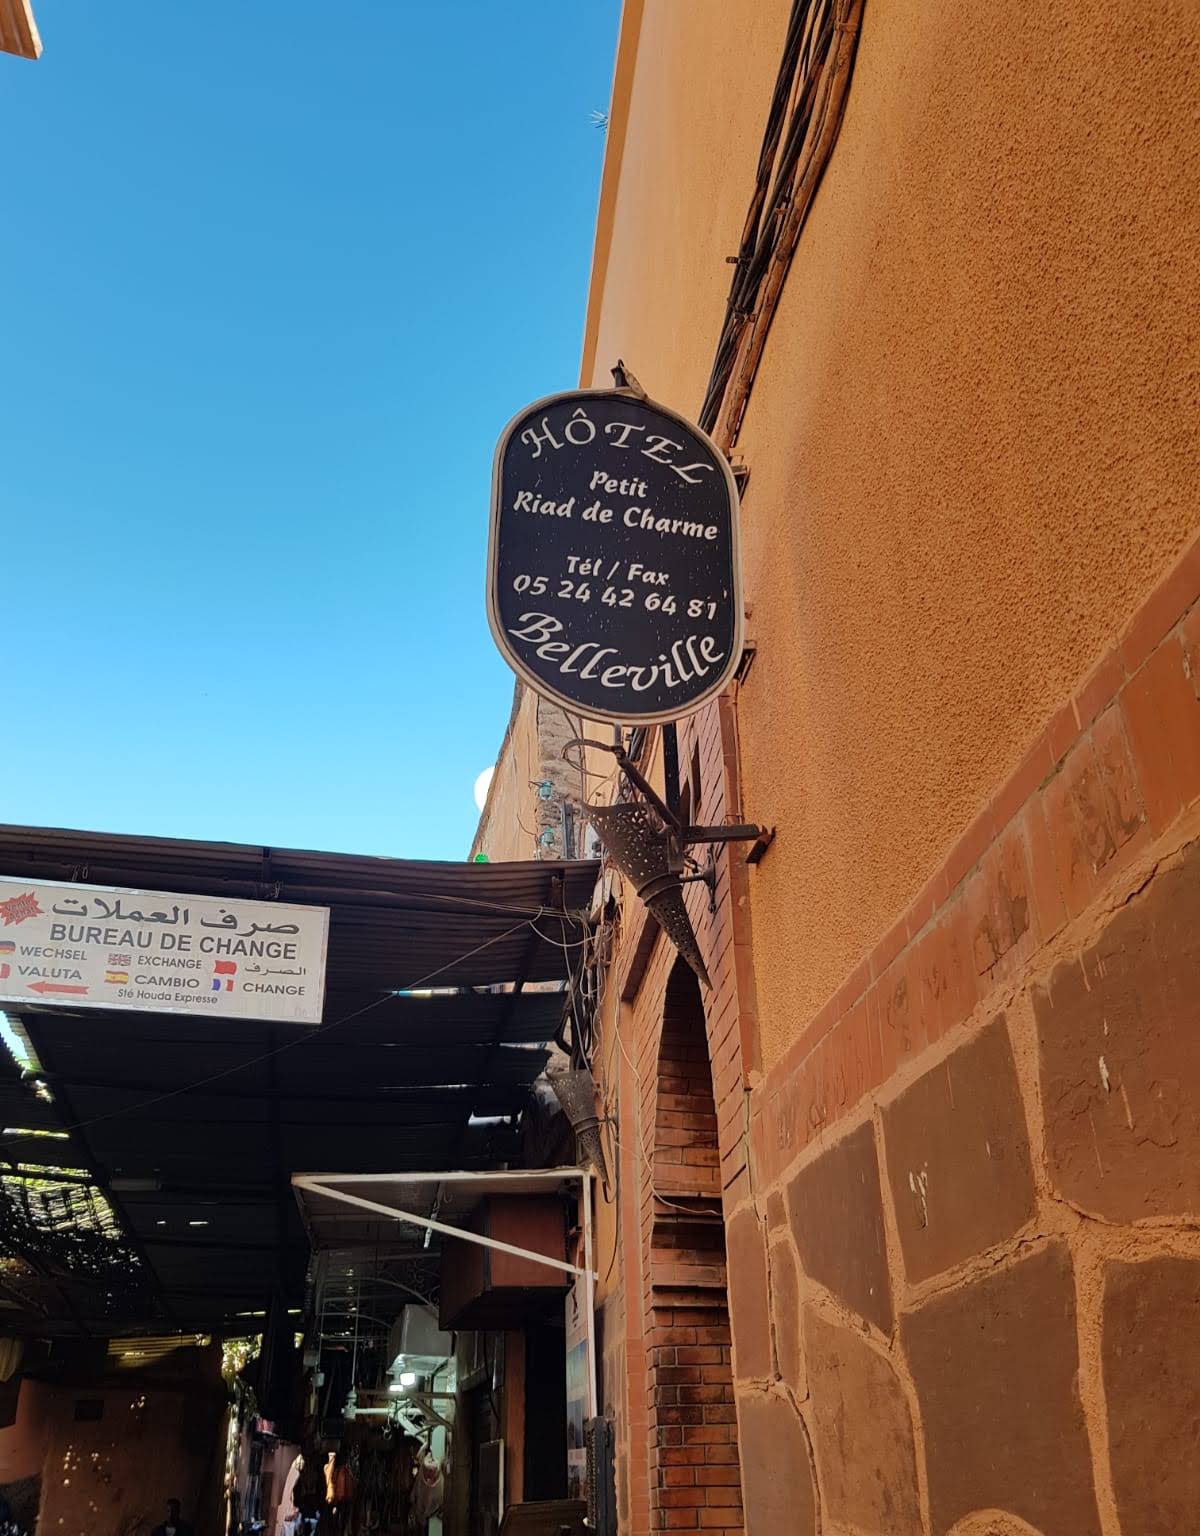 HÔTEL
Petit
Riad de Charme
Tél / Fax
05 24 42 64 81
Belleville
صرف العملات
BUREAU DE CHANGE
WECHSEL
EXCHANGE
الصرف
VALUTA
CAMBIO
CHANGE
Sté Houda Expresse